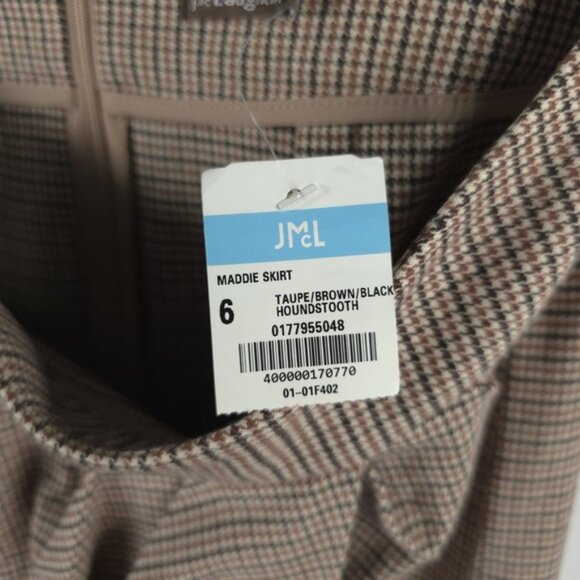 JMcL
MADDIE SKIRT
6
TAUPE/BROWN/BLACK
HOUNDSTOOTH
0177955048
400000170770
01-01F402